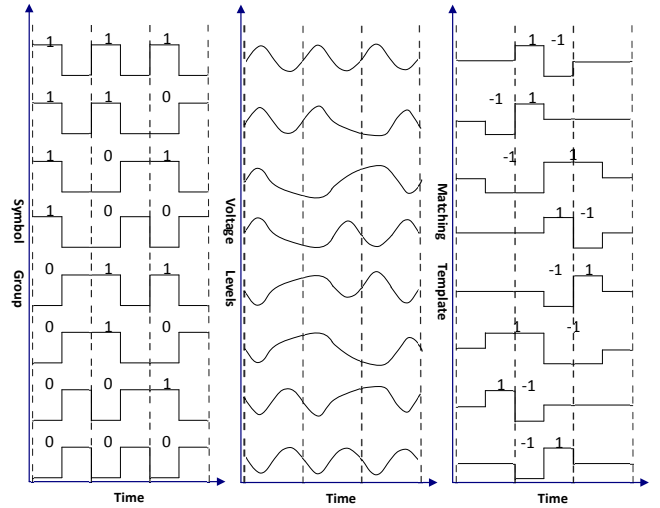 Symbol Group
1 1 1
1 1 0
1 0 1
1 0 0
0 1 1
0 1 0
0 0 1
0 0 0
Time
Voltage Levels
Time
Matching Template
1 -1
-1 1
-1 1
1 -1
-1 1
1 -1
1 -1
-1 1
Time